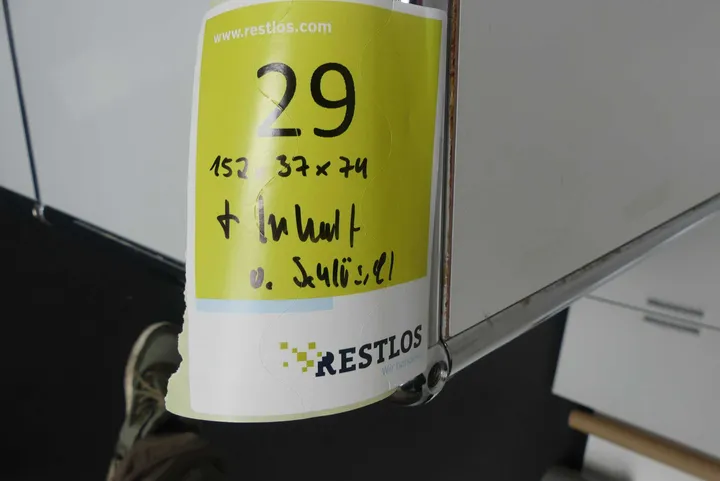 www.restlos.com
29
152 x 37 x 74
+ Inhalt
o. Schlüssel
RESTLOS